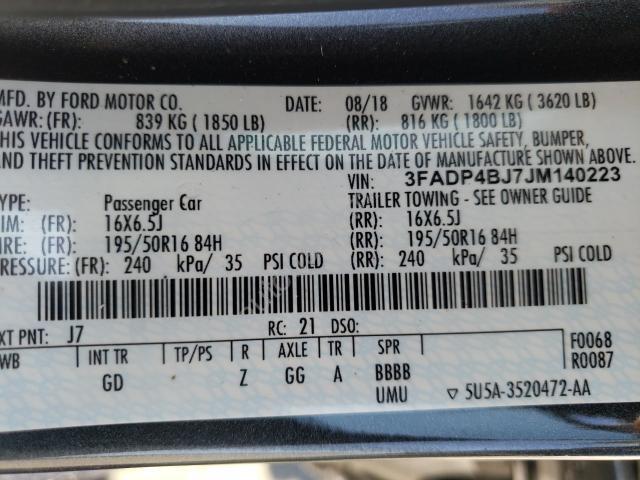 MFD. BY FORD MOTOR CO. DATE: 08/18 GVWR: 1642 KG ( 3620 LB)
GAWR: (FR): 839 KG ( 1850 LB) (RR): 816 KG ( 1800 LB)
THIS VEHICLE CONFORMS TO ALL APPLICABLE FEDERAL MOTOR VEHICLE SAFETY, BUMPER,
AND THEFT PREVENTION STANDARDS IN EFFECT ON THE DATE OF MANUFACTURE SHOWN ABOVE.
VIN: 3FADP4BJ7JM140223
TYPE: Passenger Car TRAILER TOWING - SEE OWNER GUIDE
RIM: (FR): 16X6.5J (RR): 16X6.5J
TIRE: (FR): 195/50R16 84H (RR): 195/50R16 84H
PRESSURE: (FR): 240 kPa/ 35 PSI COLD (RR): 240 kPa/ 35 PSI COLD
EXT PNT: J7 RC: 21 DSO: F0068
WB INT TR TP/PS R AXLE TR SPR R0087
GD Z GG A BBBB
UMU ▽ 5U5A-3520472-AA